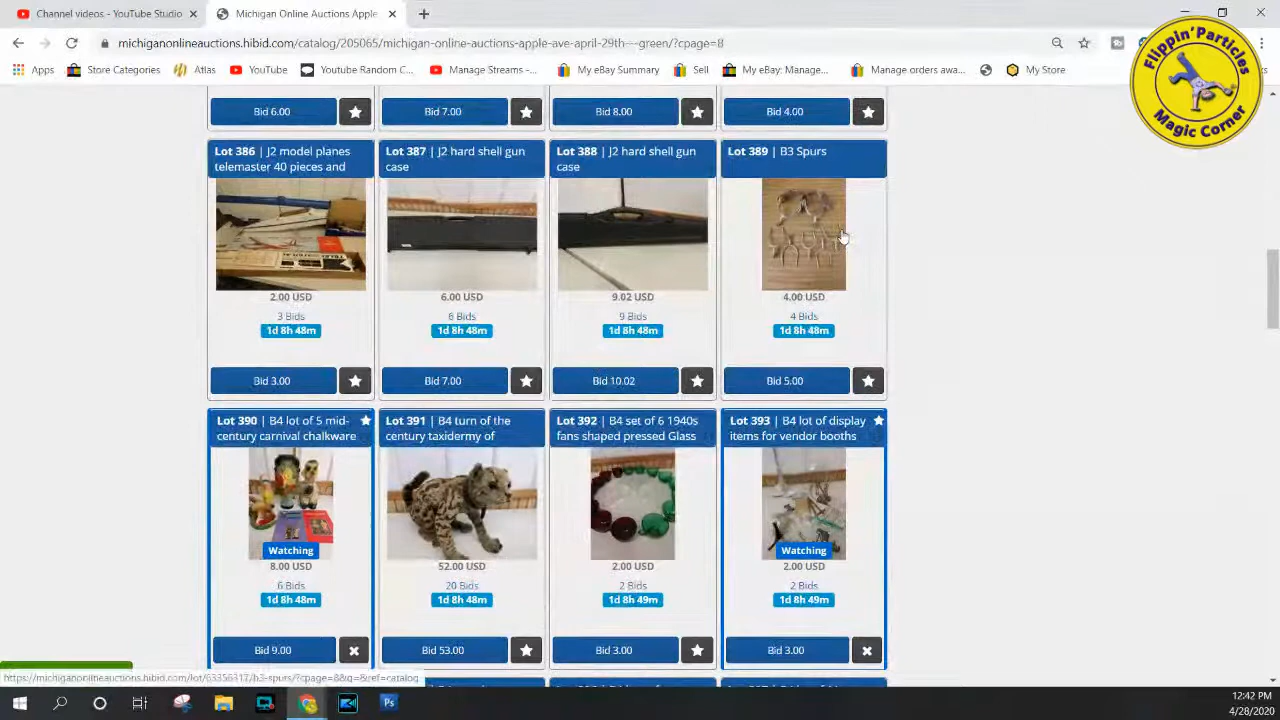 Channel videos - YouTube Studio
Michigan Online Auctions Apple
michiganonlineauctions.hibid.com/catalog/205065/michigan-online-auctions-apple-ave-april-29th---green/?cpage=8
Apps
Store Categories
Atlas
YouTube
Youtube Random C...
Manage Streams -...
My eBay Summary
Sell
My eBay: Manage...
Manage orders awa...
My Store
Flippin' Particles
Magic Corner
Bid 6.00
Bid 7.00
Bid 8.00
Bid 4.00
Lot 386 | J2 model planes
telemaster 40 pieces and
2.00 USD
3 Bids
1d 8h 48m
Bid 3.00
Lot 387 | J2 hard shell gun
case
6.00 USD
6 Bids
1d 8h 48m
Bid 7.00
Lot 388 | J2 hard shell gun
case
9.02 USD
9 Bids
1d 8h 48m
Bid 10.02
Lot 389 | B3 Spurs
4.00 USD
4 Bids
1d 8h 48m
Bid 5.00
Lot 390 | B4 lot of 5 mid-
century carnival chalkware
Watching
8.00 USD
6 Bids
1d 8h 48m
Bid 9.00
Lot 391 | B4 turn of the
century taxidermy of
52.00 USD
20 Bids
1d 8h 48m
Bid 53.00
Lot 392 | B4 set of 6 1940s
fans shaped pressed Glass
2.00 USD
2 Bids
1d 8h 49m
Bid 3.00
Lot 393 | B4 lot of display
items for vendor booths
Watching
2.00 USD
2 Bids
1d 8h 49m
Bid 3.00
https://michiganonlineauctions.hibid.com/lot/63356317/b3-spurs/?cpage=8&q=&ref=catalog
Ps
12:42 PM
4/28/2020